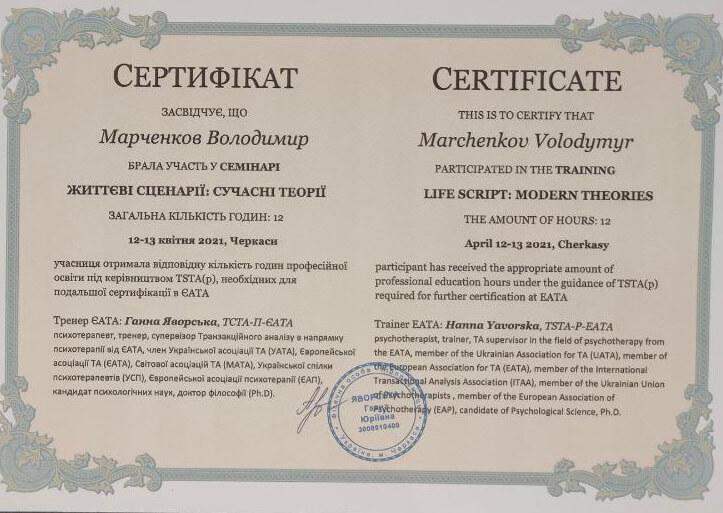 СЕРТИФІКАТ
ЗАСВІДЧУЄ, ЩО
Марченков Володимир
БРАЛА УЧАСТЬ У СЕМІНАРІ
ЖИТТЄВІ СЦЕНАРІЇ: СУЧАСНІ ТЕОРІЇ
ЗАГАЛЬНА КІЛЬКІСТЬ ГОДИН: 12
12-13 квітня 2021, Черкаси
учасниця отримала відповідну кількість годин професійної
освіти під керівництвом TSTA(p), необхідних для
подальшої сертифікації в ЄАТА
Тренер ЄАТА: Ганна Яворська, ТСТА-П-ЄАТА
психотерапевт, тренер, супервізор Транзакційного аналізу в напрямку
психотерапії від ЄАТА, член Української асоціації ТА (УАТА), Європейської
асоціації ТА (ЄАТА), Світової асоціації ТА (МАТА), Української спілки
психотерапевтів (УСП), Європейської асоціації психотерапії (ЄАП),
кандидат психологічних наук, доктор філософії (Ph.D).
CERTIFICATE
THIS IS TO CERTIFY THAT
Marchenkov Volodymyr
PARTICIPATED IN THE TRAINING
LIFE SCRIPT: MODERN THEORIES
THE AMOUNT OF HOURS: 12
April 12-13 2021, Cherkasy
participant has received the appropriate amount of
professional education hours under the guidance of TSTA(p)
required for further certification at EATA
Trainer EATA: Hanna Yavorska, TSTA-P-EATA
psychotherapist, trainer, TA supervisor in the field of psychotherapy from
the EATA, member of the Ukrainian Association for TA (UATA), member of
the European Association for TA (EATA), member of the International
Transactional Analysis Association (ITAA), member of the Ukrainian Union
of Psychotherapists , member of the European Association of
Psychotherapy (EAP), candidate of Psychological Science, Ph.D.
ЯВОРСЬКА
Ганна
Юріївна
3008910400